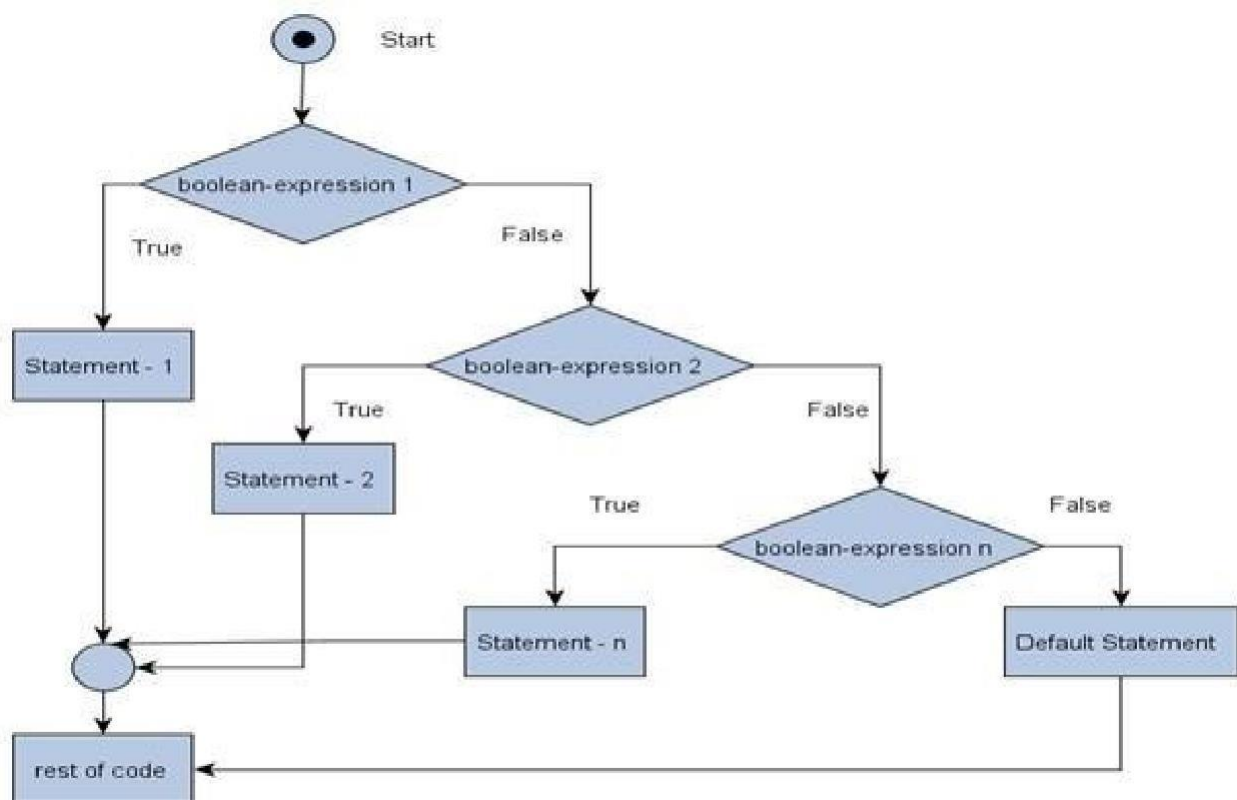 Start
boolean-expression 1
True
False
Statement - 1
boolean-expression 2
True
False
Statement - 2
True
False
boolean-expression n
Statement - n
Default Statement
rest of code